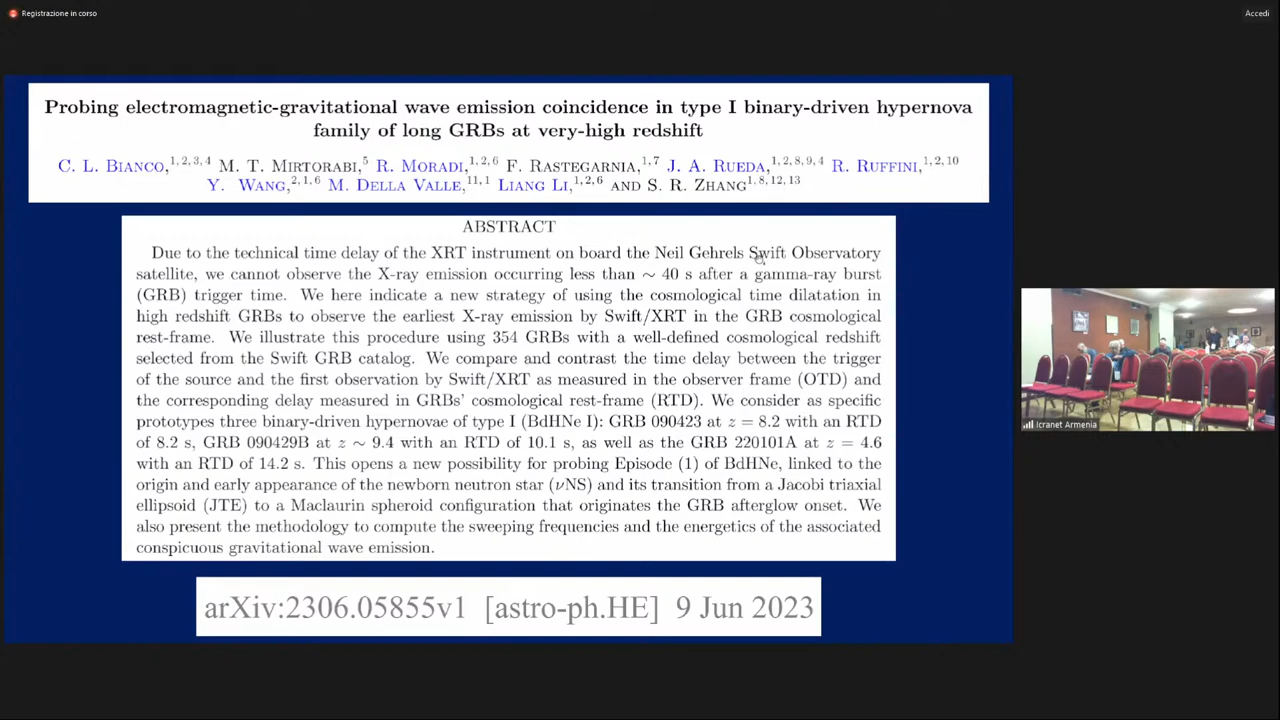 Registrazione in corso
Accedi
Probing electromagnetic-gravitational wave emission coincidence in type I binary-driven hypernova
family of long GRBs at very-high redshift
C. L. Bianco,1,2,3,4 M. T. Mirtorabi,5 R. Moradi,1,2,6 F. Rastegarnia,1,7 J. A. Rueda,1,2,8,9,4 R. Ruffini,1,2,10
Y. Wang,2,1,6 M. Della Valle,11,1 Liang Li,1,2,6 and S. R. Zhang1,8,12,13
ABSTRACT
Due to the technical time delay of the XRT instrument on board the Neil Gehrels Swift Observatory
satellite, we cannot observe the X-ray emission occurring less than ∼ 40 s after a gamma-ray burst
(GRB) trigger time. We here indicate a new strategy of using the cosmological time dilatation in
high redshift GRBs to observe the earliest X-ray emission by Swift/XRT in the GRB cosmological
rest-frame. We illustrate this procedure using 354 GRBs with a well-defined cosmological redshift
selected from the Swift GRB catalog. We compare and contrast the time delay between the trigger
of the source and the first observation by Swift/XRT as measured in the observer frame (OTD) and
the corresponding delay measured in GRBs' cosmological rest-frame (RTD). We consider as specific
prototypes three binary-driven hypernovae of type I (BdHNe I): GRB 090423 at z = 8.2 with an RTD
of 8.2 s, GRB 090429B at z ∼ 9.4 with an RTD of 10.1 s, as well as the GRB 220101A at z = 4.6
with an RTD of 14.2 s. This opens a new possibility for probing Episode (1) of BdHNe, linked to the
origin and early appearance of the newborn neutron star (νNS) and its transition from a Jacobi triaxial
ellipsoid (JTE) to a Maclaurin spheroid configuration that originates the GRB afterglow onset. We
also present the methodology to compute the sweeping frequencies and the energetics of the associated
conspicuous gravitational wave emission.
arXiv:2306.05855v1 [astro-ph.HE] 9 Jun 2023
Icranet Armenia